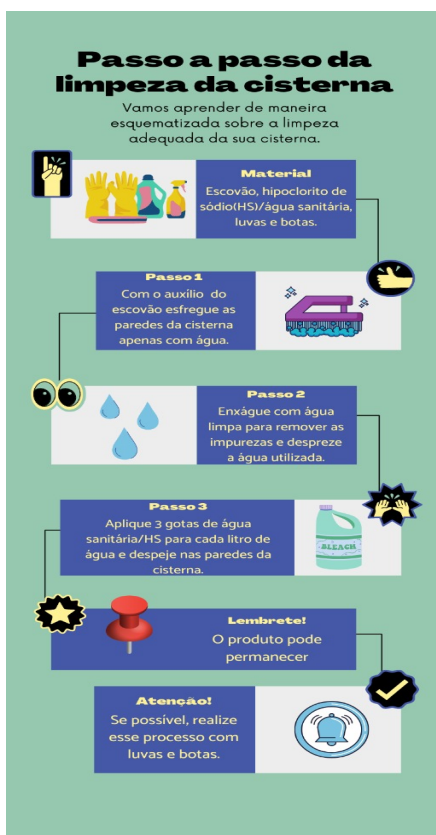 Passo a passo da
limpeza da cisterna
Vamos aprender de maneira
esquematizada sobre a limpeza
adequada da sua cisterna.
Material
Escovão, hipoclorito de
sódio(HS)/água sanitária,
luvas e botas.
Passo 1
Com o auxílio do
escovão esfregue as
paredes da cisterna
apenas com água.
Passo 2
Enxágue com água
limpa para remover as
impurezas e despreze
a água utilizada.
Passo 3
Aplique 3 gotas de água
sanitária/HS para cada litro de
água e despeje nas paredes da
cisterna.
BLEACH
Lembrete!
O produto pode
permanecer
Atenção!
Se possível, realize
esse processo com
luvas e botas.